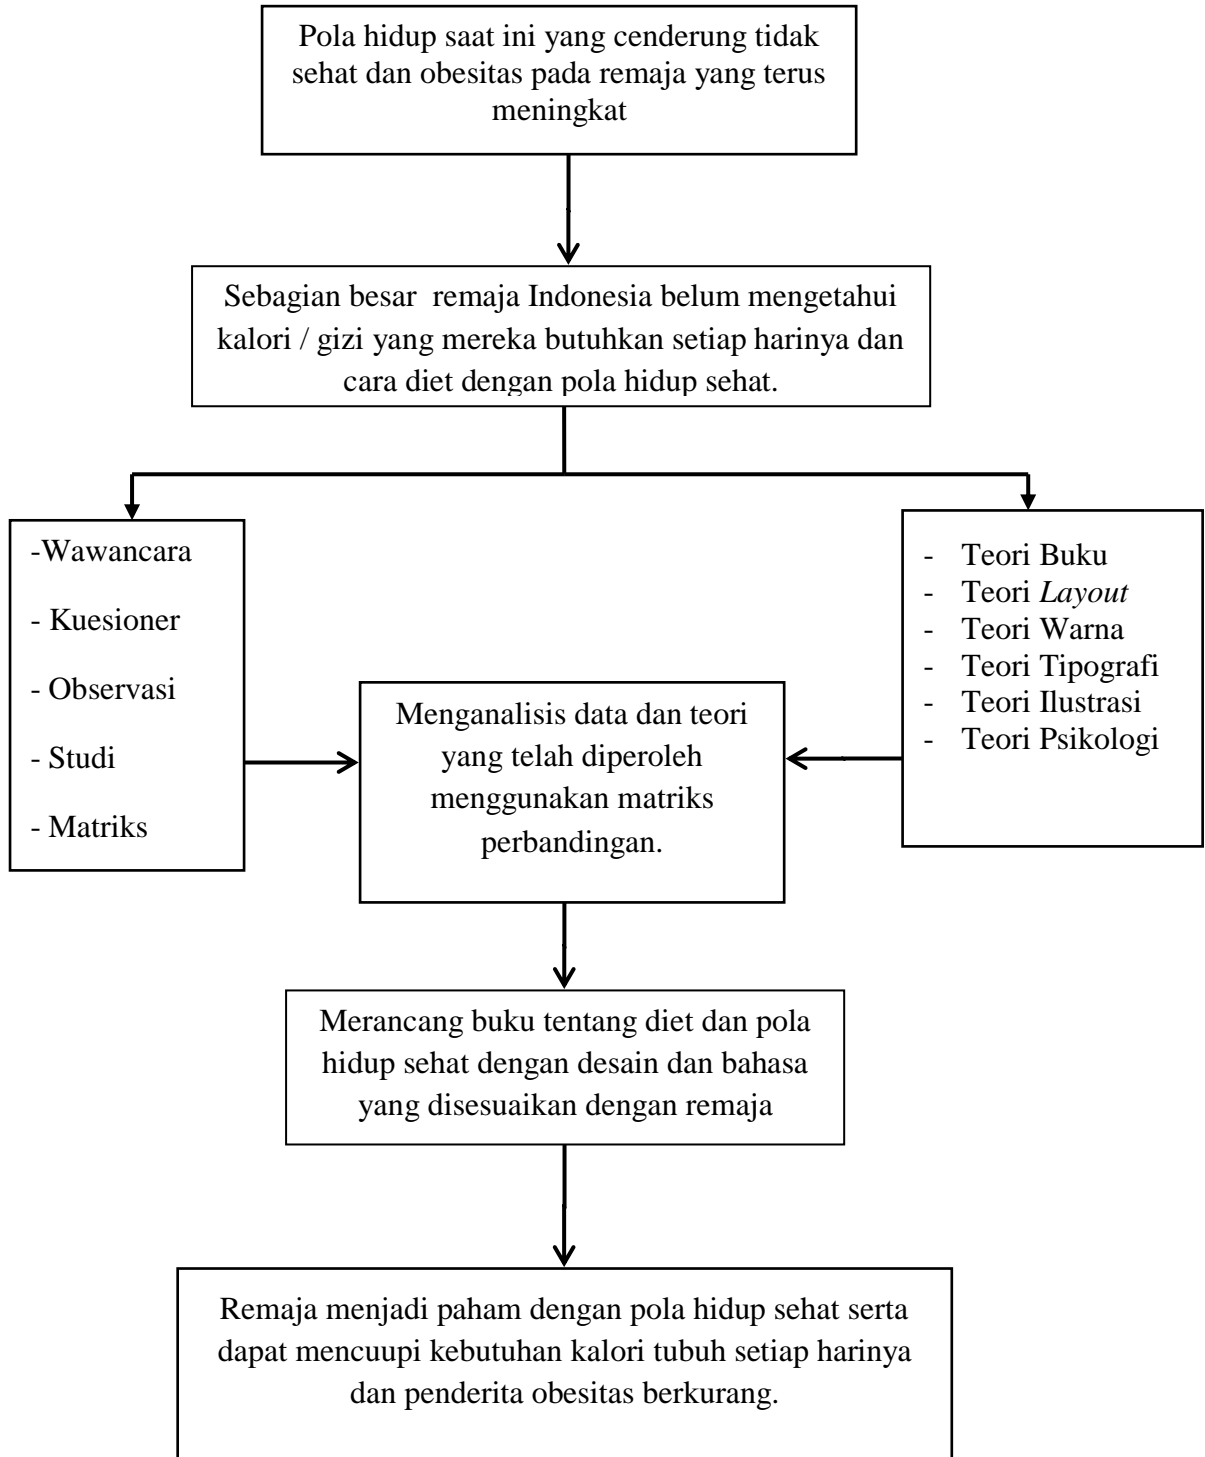 Pola hidup saat ini yang cenderung tidak
sehat dan obesitas pada remaja yang terus
meningkat
Sebagian besar  remaja Indonesia belum mengetahui
kalori / gizi yang mereka butuhkan setiap harinya dan
cara diet dengan pola hidup sehat.
-Wawancara
- Kuesioner
- Observasi
- Studi
- Matriks
- Teori Buku
- Teori Layout
- Teori Warna
- Teori Tipografi
- Teori Ilustrasi
- Teori Psikologi
Menganalisis data dan teori
yang telah diperoleh
menggunakan matriks
perbandingan.
Merancang buku tentang diet dan pola
hidup sehat dengan desain dan bahasa
yang disesuaikan dengan remaja
Remaja menjadi paham dengan pola hidup sehat serta
dapat mencuupi kebutuhan kalori tubuh setiap harinya
dan penderita obesitas berkurang.